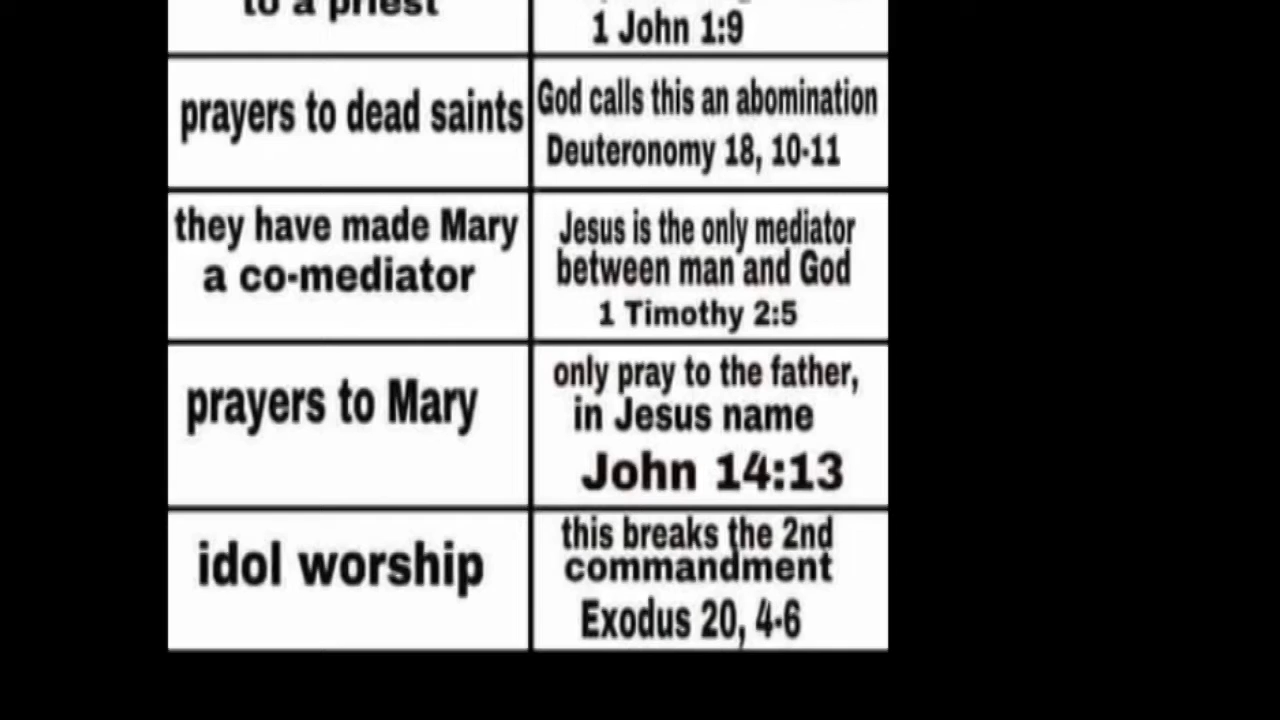 to a priest
1 John 1:9
prayers to dead saints
God calls this an abomination
Deuteronomy 18, 10-11
they have made Mary
a co-mediator
Jesus is the only mediator
between man and God
1 Timothy 2:5
prayers to Mary
only pray to the father,
in Jesus name
John 14:13
idol worship
this breaks the 2nd
commandment
Exodus 20, 4-6